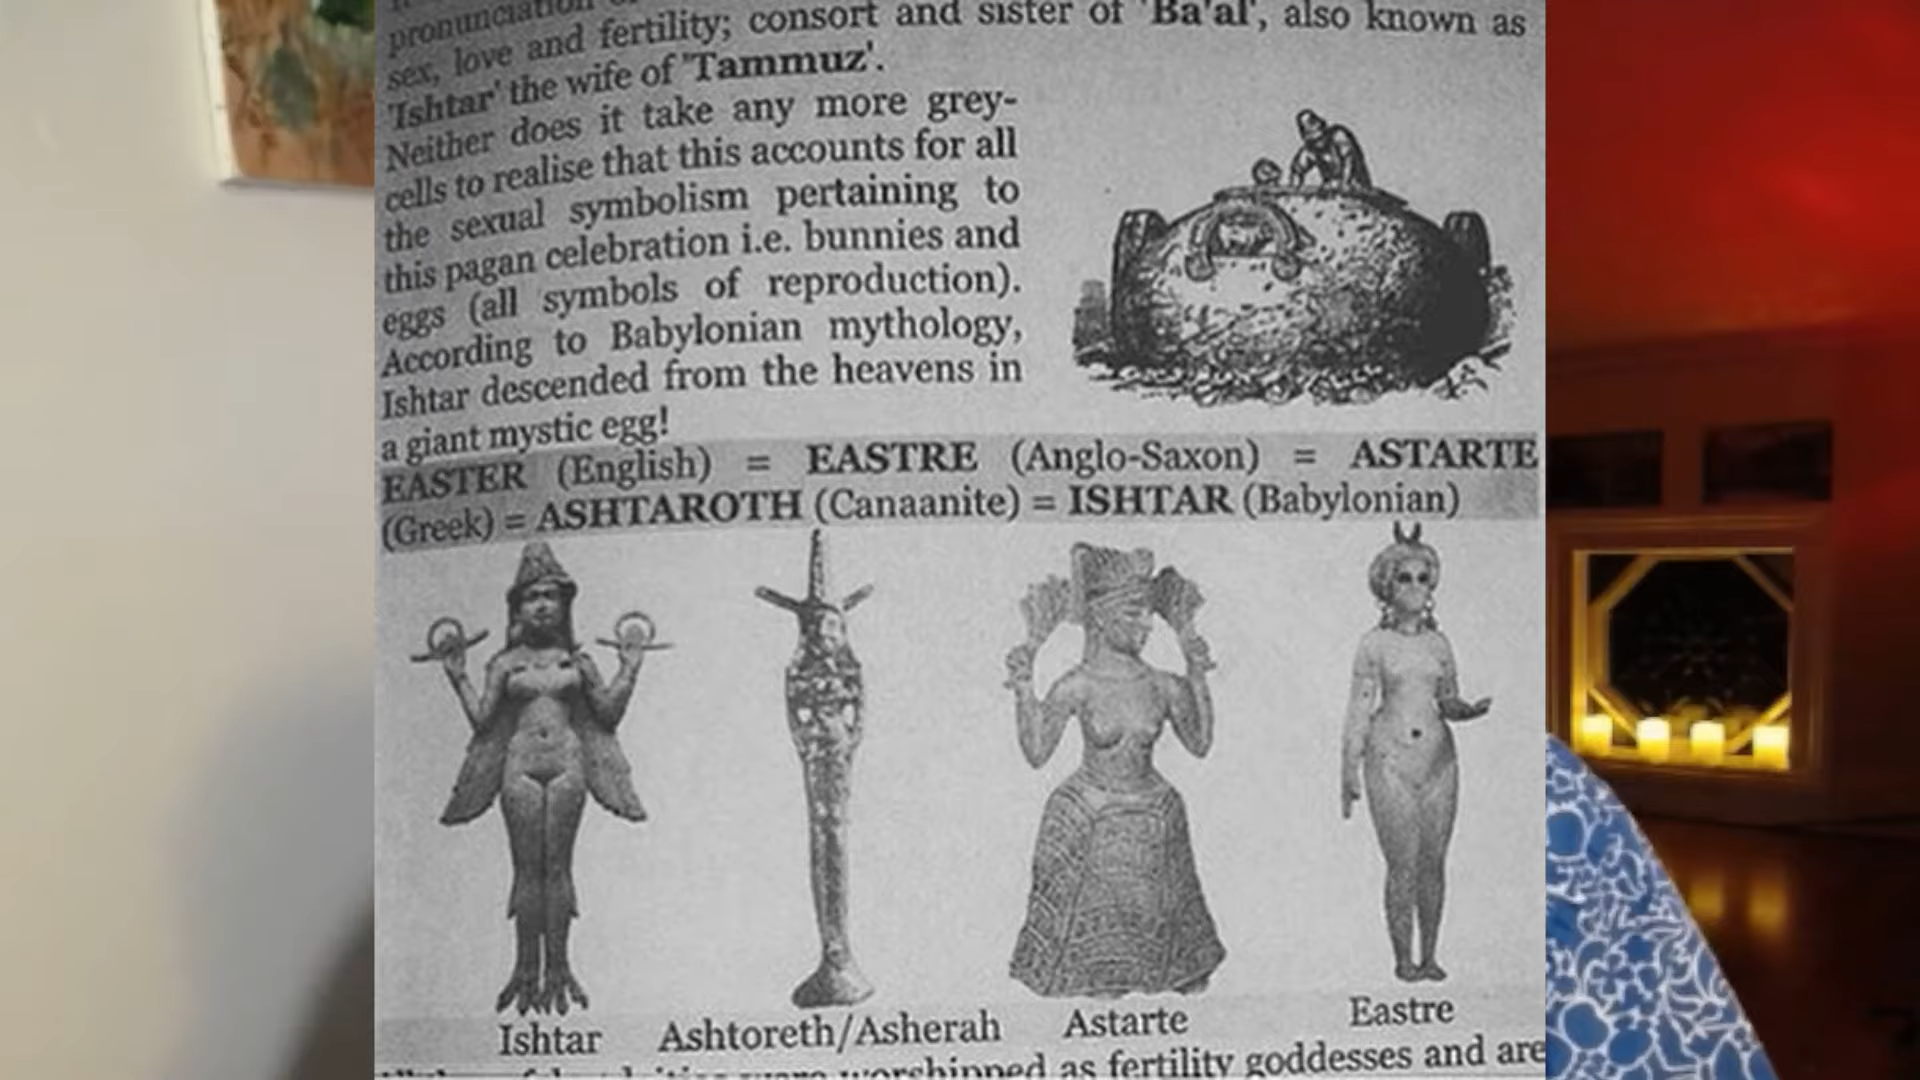 pronunciation
sex, love and fertility; consort and sister of 'Ba'al', also known as
'Ishtar' the wife of 'Tammuz'.
Neither does it take any more grey-
cells to realise that this accounts for all
the sexual symbolism pertaining to
this pagan celebration i.e. bunnies and
eggs (all symbols of reproduction).
According to Babylonian mythology,
Ishtar descended from the heavens in
a giant mystic egg!
EASTER (English) = EASTRE (Anglo-Saxon) = ASTARTE
(Greek) = ASHTAROTH (Canaanite) = ISHTAR (Babylonian)
Ishtar Ashtoreth/Asherah Astarte Eastre
worshipped as fertility goddesses and are